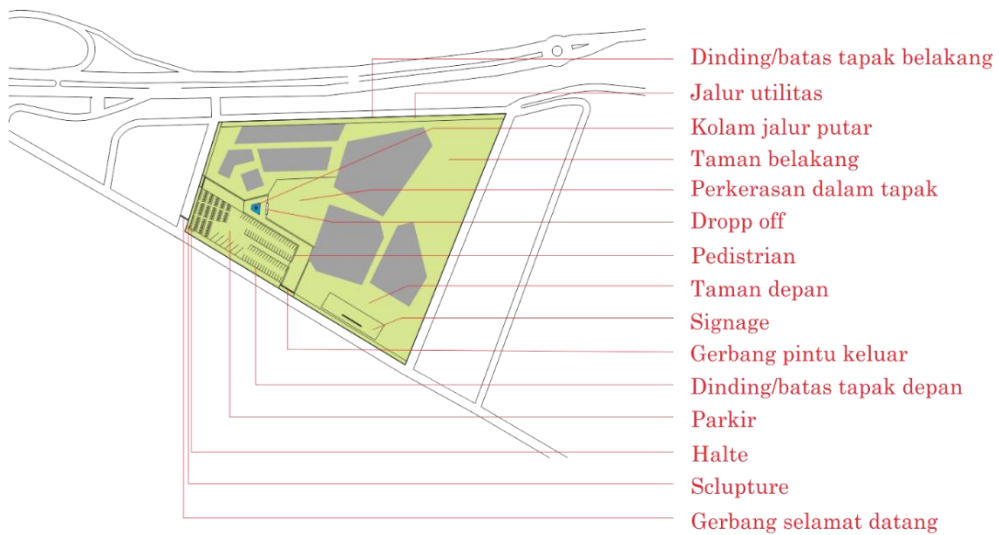 Dinding/batas tapak belakang
Jalur utilitas
Kolam jalur putar
Taman belakang
Perkerasan dalam tapak
Dropp off
Pedistrian
Taman depan
Signage
Gerbang pintu keluar
Dinding/batas tapak depan
Parkir
Halte
Sclupture
Gerbang selamat datang